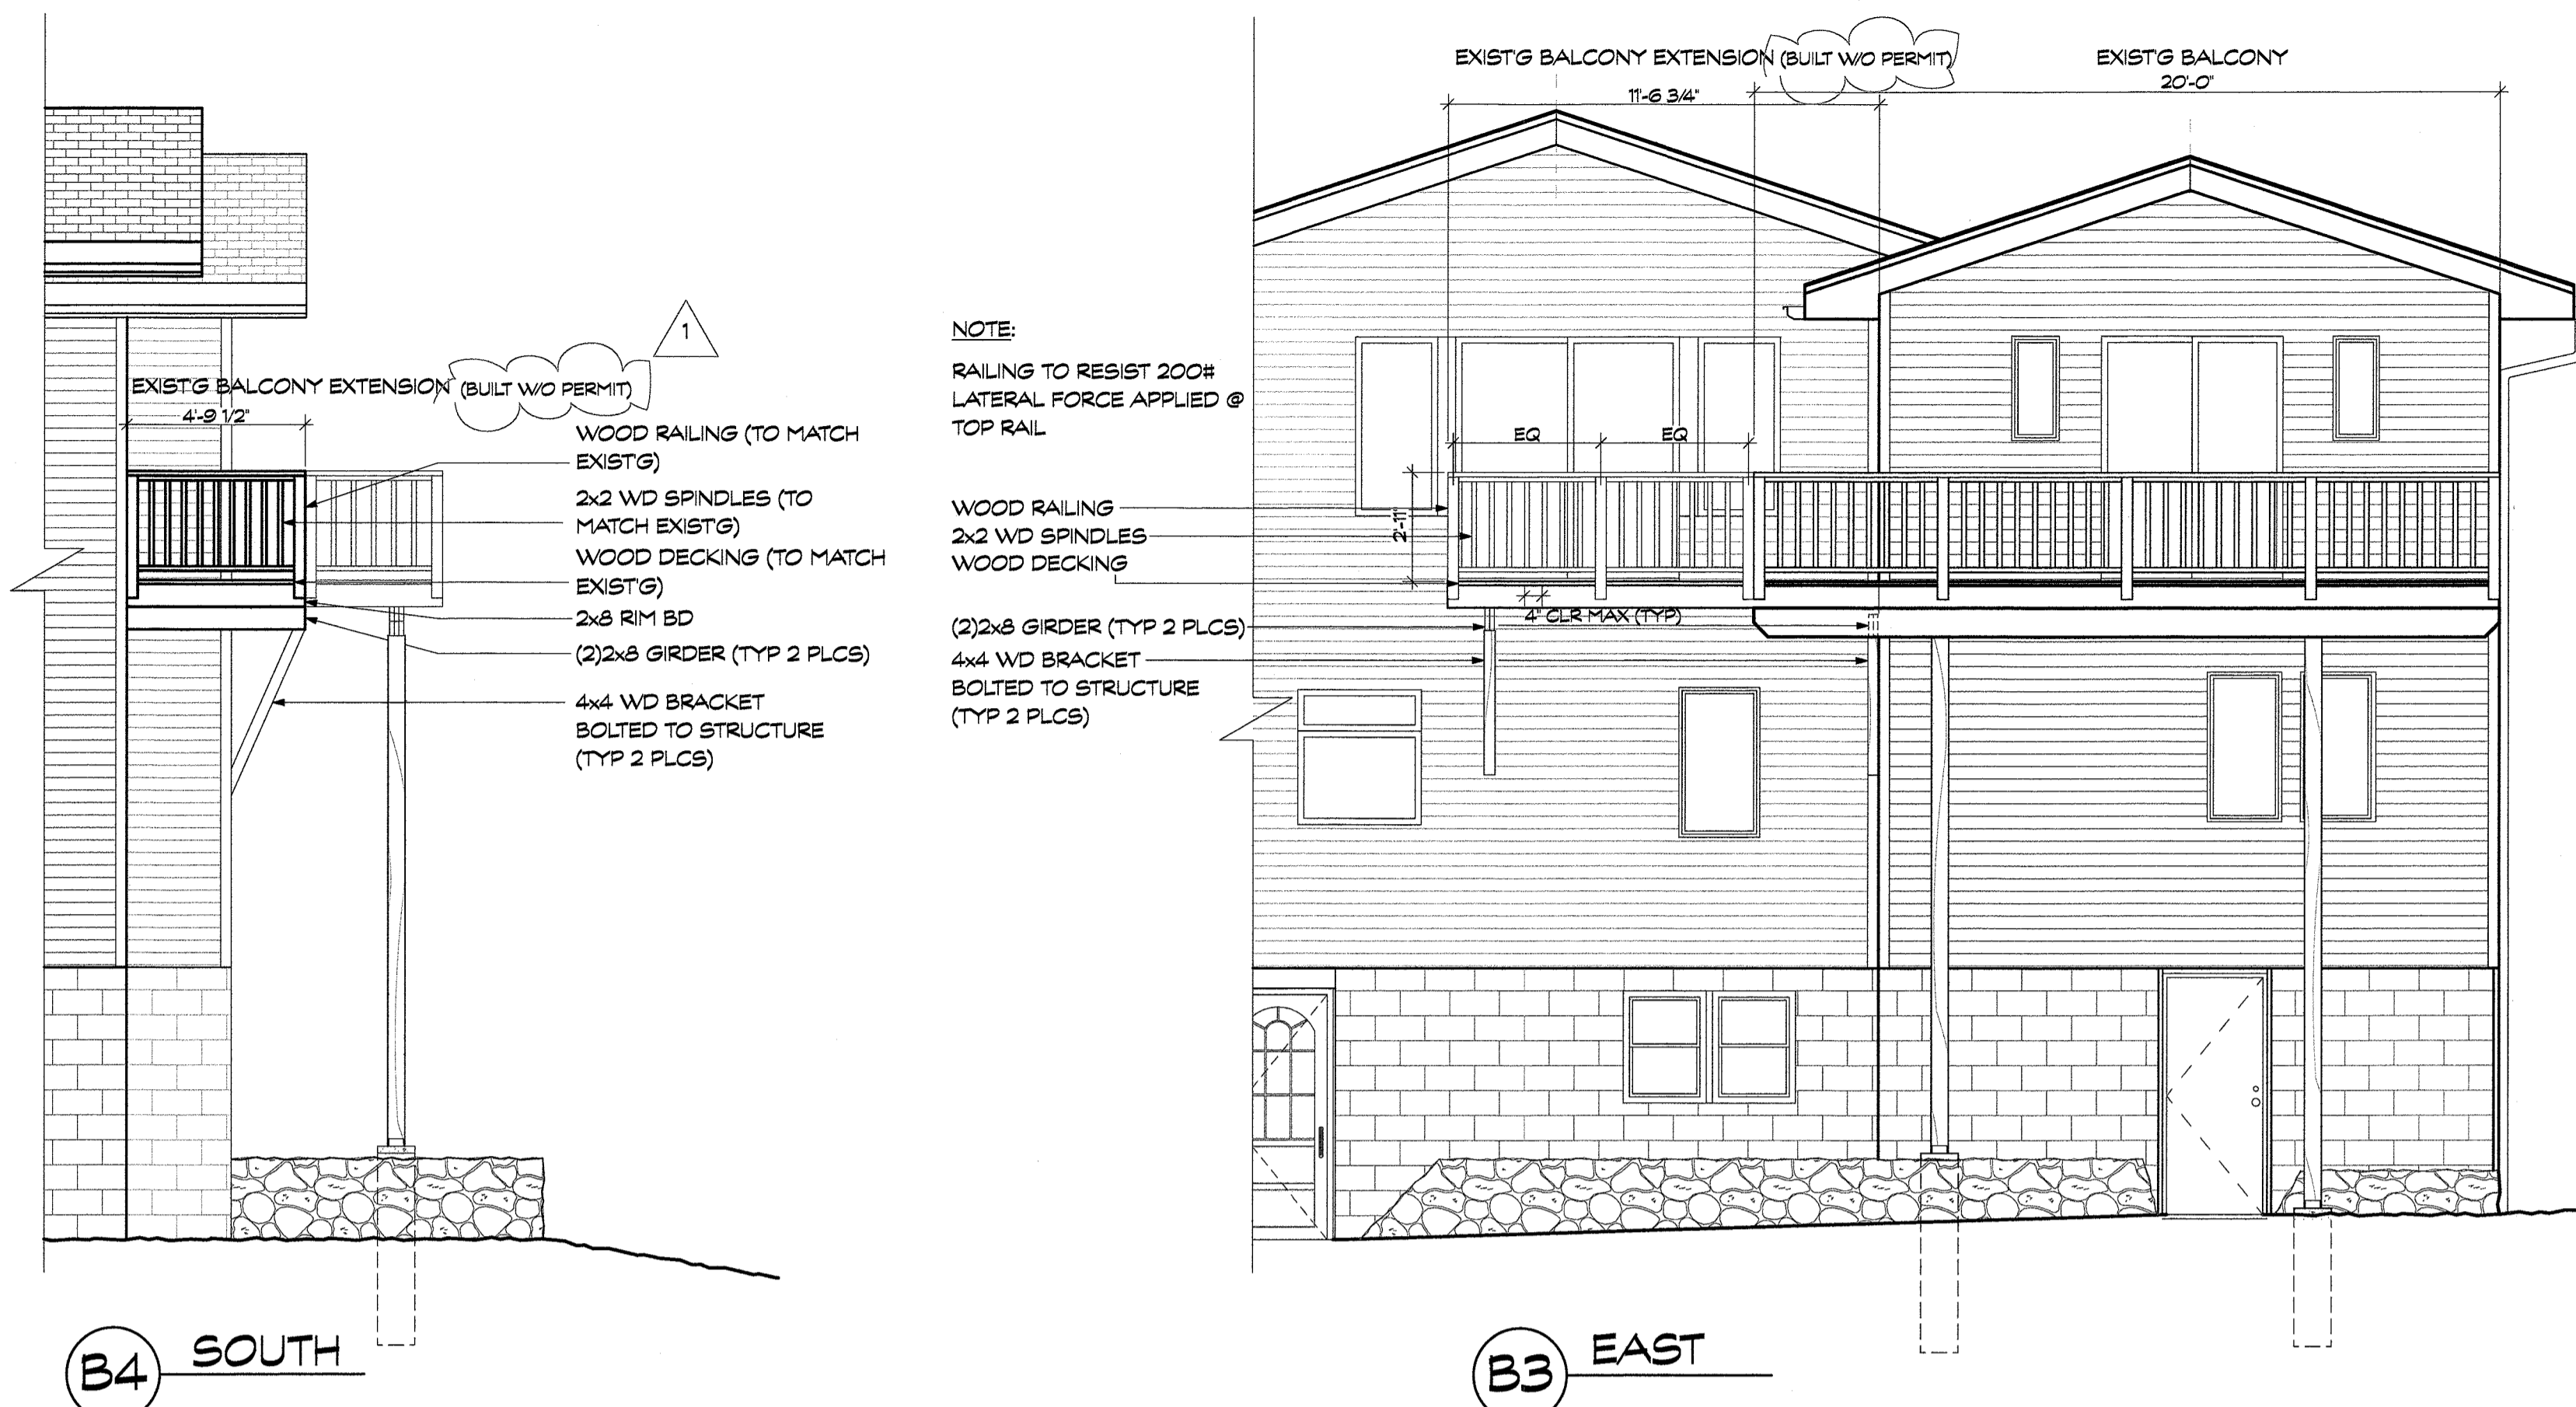 EXIST'G BALCONY EXTENSION (BUILT W/O PERMIT)
4'-9 1/2"
1
WOOD RAILING (TO MATCH
EXIST'G)
2x2 WD SPINDLES (TO
MATCH EXIST'G)
WOOD DECKING (TO MATCH
EXIST'G)
2x8 RIM BD
(2)2x8 GIRDER (TYP 2 PLCS)
4x4 WD BRACKET
BOLTED TO STRUCTURE
(TYP 2 PLCS)
B4
SOUTH
NOTE:
RAILING TO RESIST 200#
LATERAL FORCE APPLIED @
TOP RAIL
WOOD RAILING
2x2 WD SPINDLES
WOOD DECKING
(2)2x8 GIRDER (TYP 2 PLCS)
4x4 WD BRACKET
BOLTED TO STRUCTURE
(TYP 2 PLCS)
EXIST'G BALCONY EXTENSION (BUILT W/O PERMIT)
11'-6 3/4"
EXIST'G BALCONY
20'-0"
EQ
EQ
2'-11"
4" CLR MAX (TYP)
B3
EAST